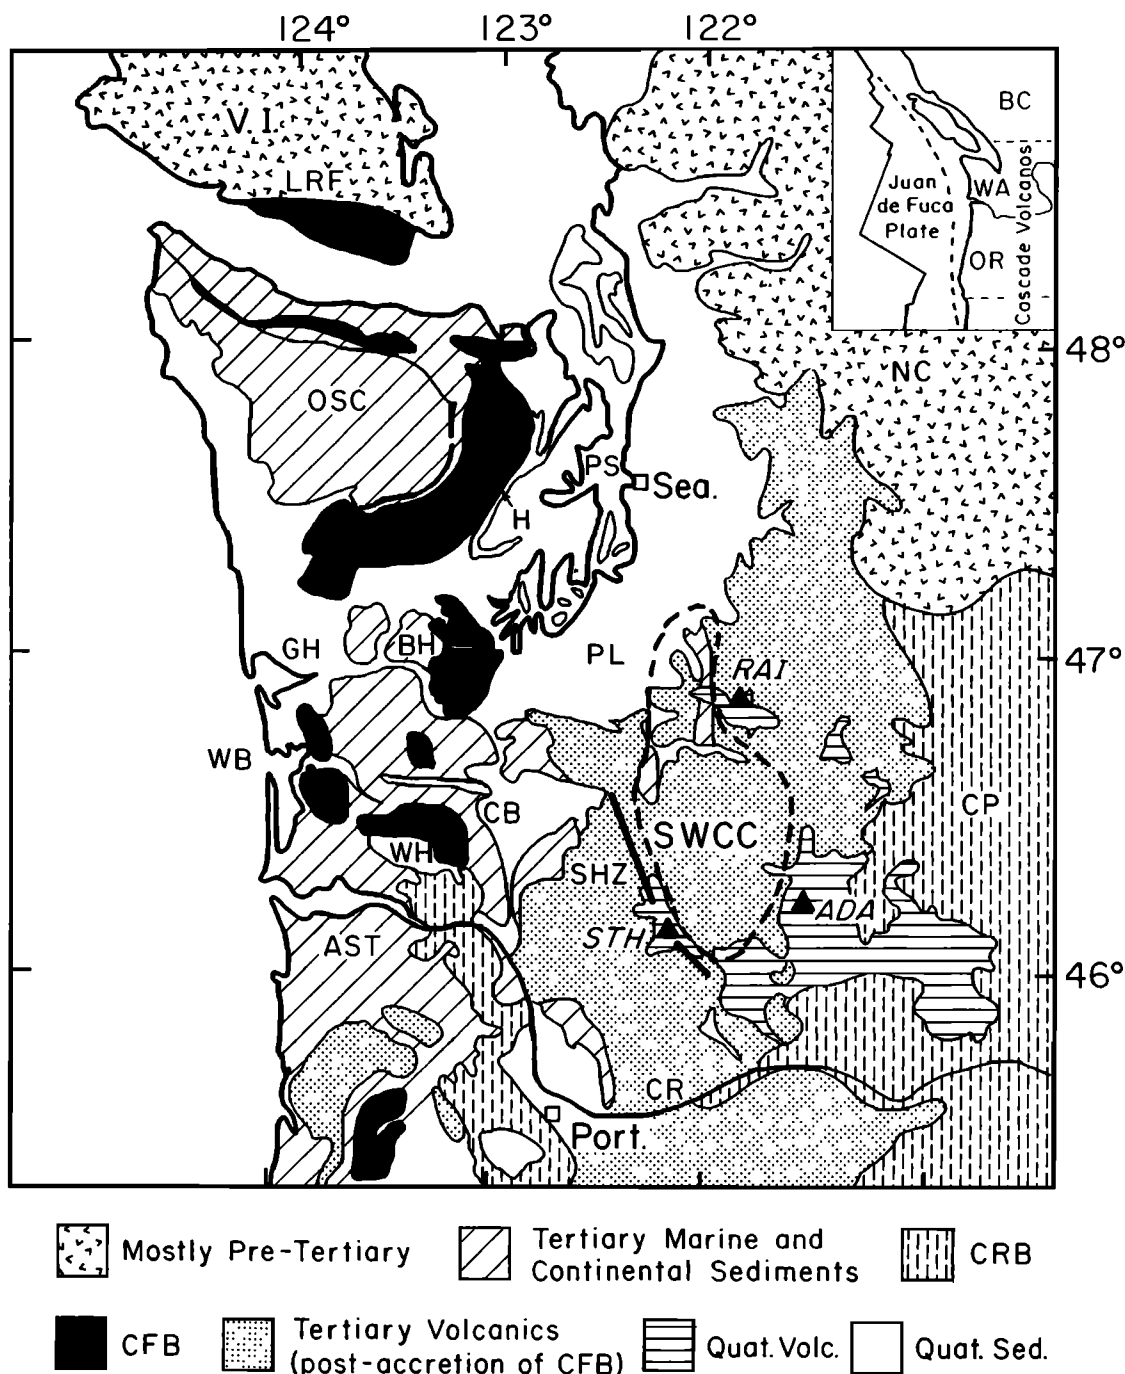 124° 123° 122°
V.I.
LRF
BC
WA
Juan
de Fuca
Plate
OR
Cascade Volcanos
48°
NC
OSC
PS
Sea.
H
GH
BH
PL
RAI
47°
WB
CB
CP
SWCC
WH
SHZ
ADA
STH
AST
46°
CR
Port.
Mostly Pre-Tertiary
Tertiary Marine and
Continental Sediments
CRB
CFB
Tertiary Volcanics
(post-accretion of CFB)
Quat. Volc.
Quat. Sed.